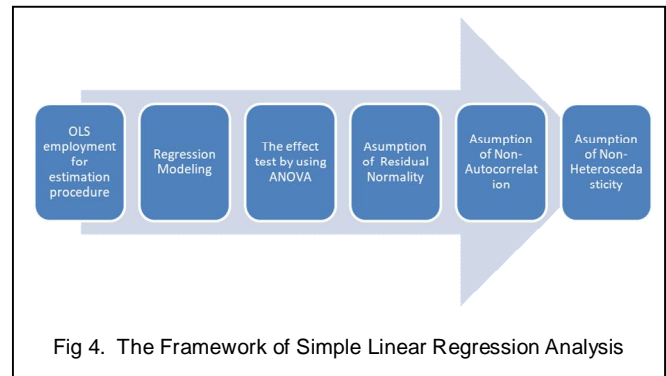 OLS
employment
for
estimation
procedure
Regression
Modeling
The effect
test by using
ANOVA
Asumption
of Residual
Normality
Asumption
of Non-
Autocorrelat
ion
Asumption
of Non-
Heterosceda
sticity
Fig 4. The Framework of Simple Linear Regression Analysis